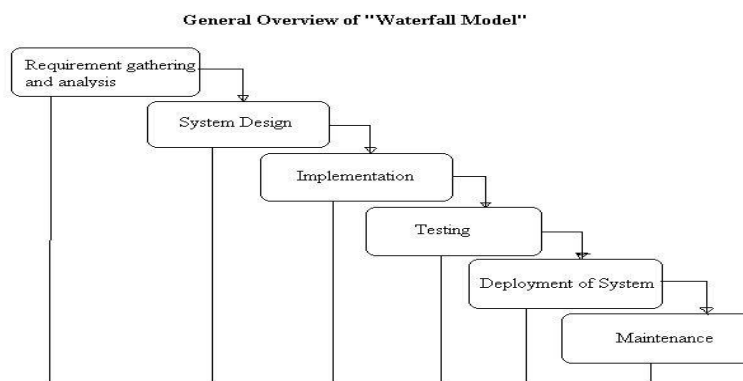 General Overview of "Waterfall Model"
Requirement gathering
and analysis
System Design
Implementation
Testing
Deployment of System
Maintenance